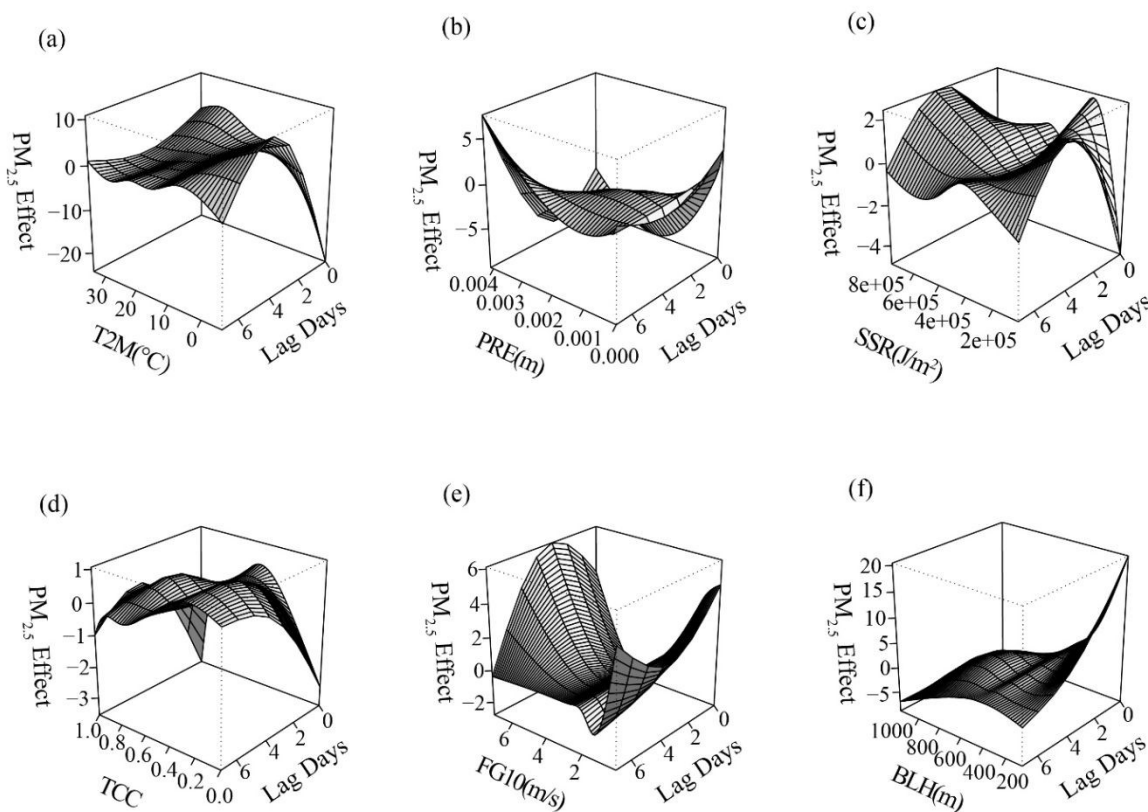 (a)
10
0
−10
−20
PM2.5 Effect
30
20
10
0
T2M(°C)
6
4
2
0
Lag Days
(b)
5
0
−5
PM2.5 Effect
0.004
0.003
0.002
0.001
0.000
PRE(m)
6
4
2
0
Lag Days
(c)
2
0
−2
−4
PM2.5 Effect
8e+05
6e+05
4e+05
2e+05
SSR(J/m²)
6
4
2
0
Lag Days
(d)
1
0
−1
−2
−3
PM2.5 Effect
1.0
0.8
0.6
0.4
0.2
0.0
TCC
6
4
2
0
Lag Days
(e)
6
4
2
0
−2
PM2.5 Effect
6
4
2
FG10(m/s)
6
4
2
0
Lag Days
(f)
20
15
10
5
0
−5
PM2.5 Effect
1000
800
600
400
200
BLH(m)
6
4
2
0
Lag Days